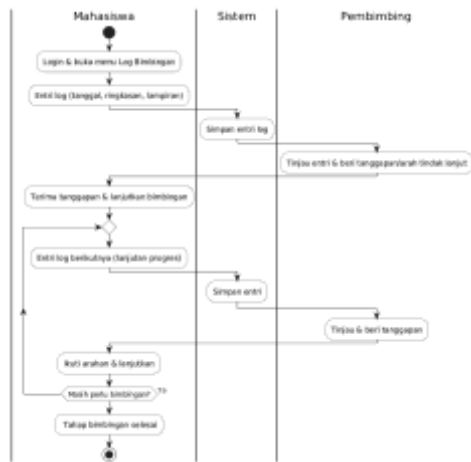 Mahasiswa
Sistem
Pembimbing
Login & buka menu Log Bimbingan
Entri log (tanggal, ringkasan, lampiran)
Simpan entri log
Tinjau entri & beri tanggapan/arah tindak lanjut
Terima tanggapan & lanjutkan bimbingan
Entri log berikutnya (lanjutan progres)
Simpan entri
Tinjau & beri tanggapan
Ikuti arahan & lanjutkan
Masih perlu bimbingan?
Tahap bimbingan selesai